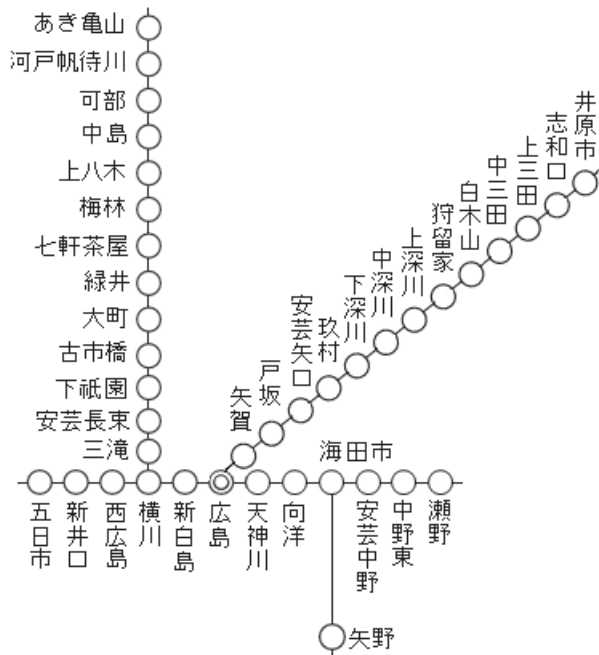 あき亀山
河戸帆待川
可部
中島
上八木
梅林
七軒茶屋
緑井
大町
古市橋
下祇園
安芸長束
三滝
矢賀
戸坂
安芸矢口
玖村
下深川
中深川
上深川
狩留家
白木山
中三田
上三田
志和口
井原市
五日市
新井口
西広島
横川
新白島
広島
天神川
向洋
海田市
安芸中野
中野東
瀬野
矢野